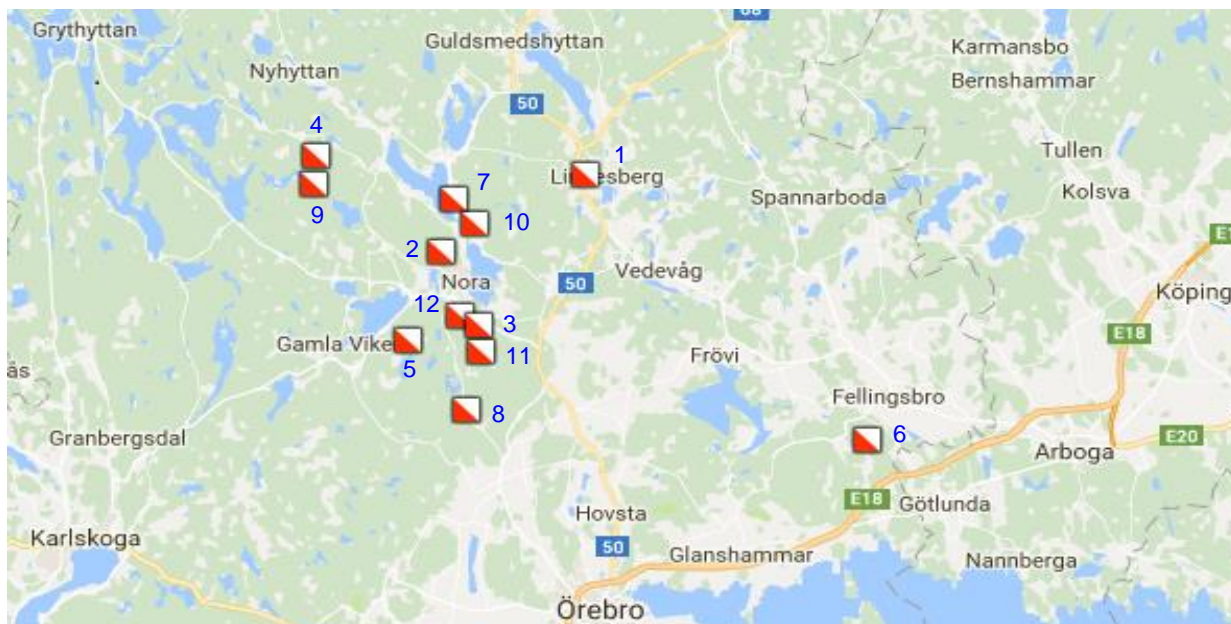 68
Grythyttan
Guldsmedshyttan
Karmansbo
Nyhyttan
Bernshammar
50
4
1
Tullen
7
Kolsva
Spannarboda
9
10
2
Vedevåg
Nora
50
Köping
12
3
E18
Gamla
11
Frövi
5
ås
Fellingsbro
8
6
Granbergsdal
E20
Arboga
E18
Götlunda
Hovsta
Karlskoga
50
Glanshammar
Nannberga
Örebro